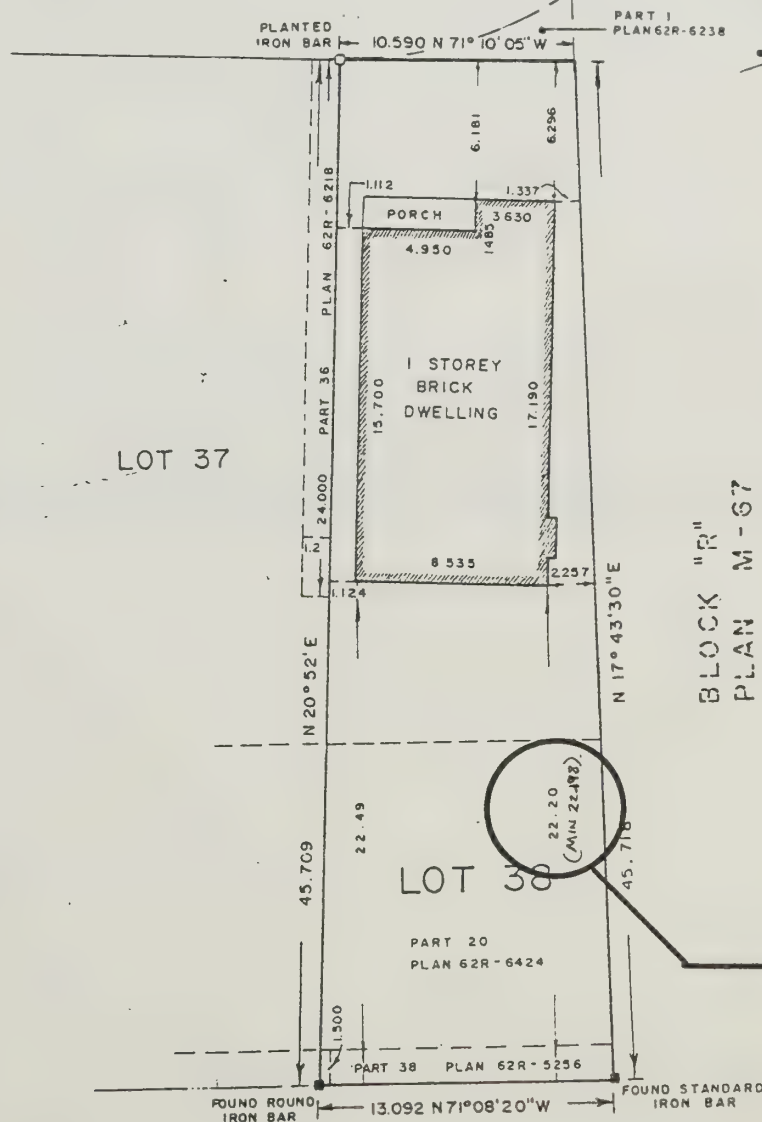 PART 1
PLAN 62R-6238
PLANTED
IRON BAR
10.590 N 71° 10' 05" W
6.181
6.296
1.112
1.337
PORCH
3.630
4.950
1.485
PART 36 PLAN 62R-6218
24.000
1 STOREY
BRICK
DWELLING
15.700
17.190
LOT 37
1.2
8.535
2.257
1.124
N 20° 52' E
N 17° 43' 30" E
BLOCK "R"
PLAN M-67
22.49
22.20
45.709
45.718
LOT 38
PART 20
PLAN 62R-6424
1.500
PART 38 PLAN 62R-5256
FOUND ROUND
IRON BAR
13.092 N 71° 08' 20" W
FOUND STANDARD
IRON BAR